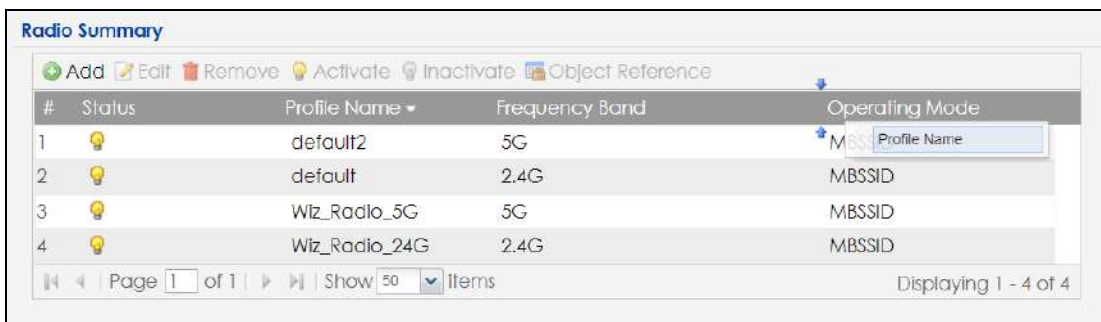 Radio Summary
Add Edit Remove Activate Inactivate Object Reference
# Status Profile Name Frequency Band Operating Mode
1 default2 5G MBSSID
Profile Name
2 default 2.4G MBSSID
3 Wiz_Radio_5G 5G MBSSID
4 Wiz_Radio_24G 2.4G MBSSID
Page 1 of 1 Show 50 items Displaying 1 - 4 of 4